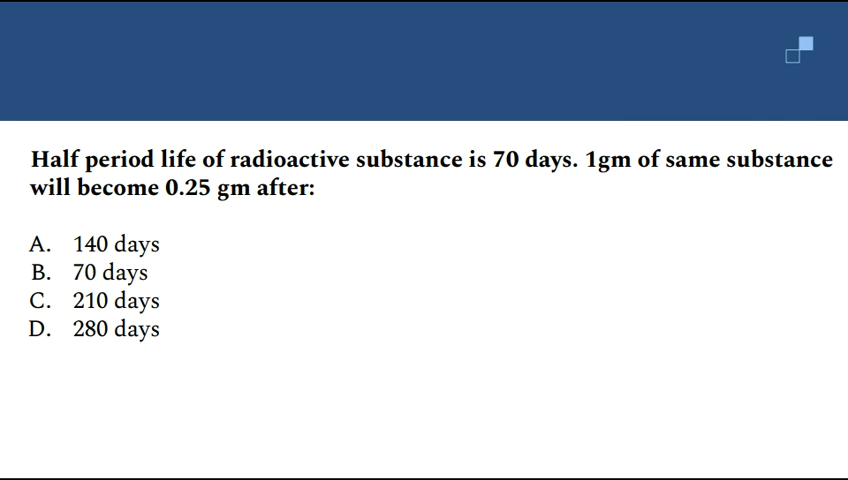 Half period life of radioactive substance is 70 days. 1gm of same substance
will become 0.25 gm after:
A. 140 days
B. 70 days
C. 210 days
D. 280 days